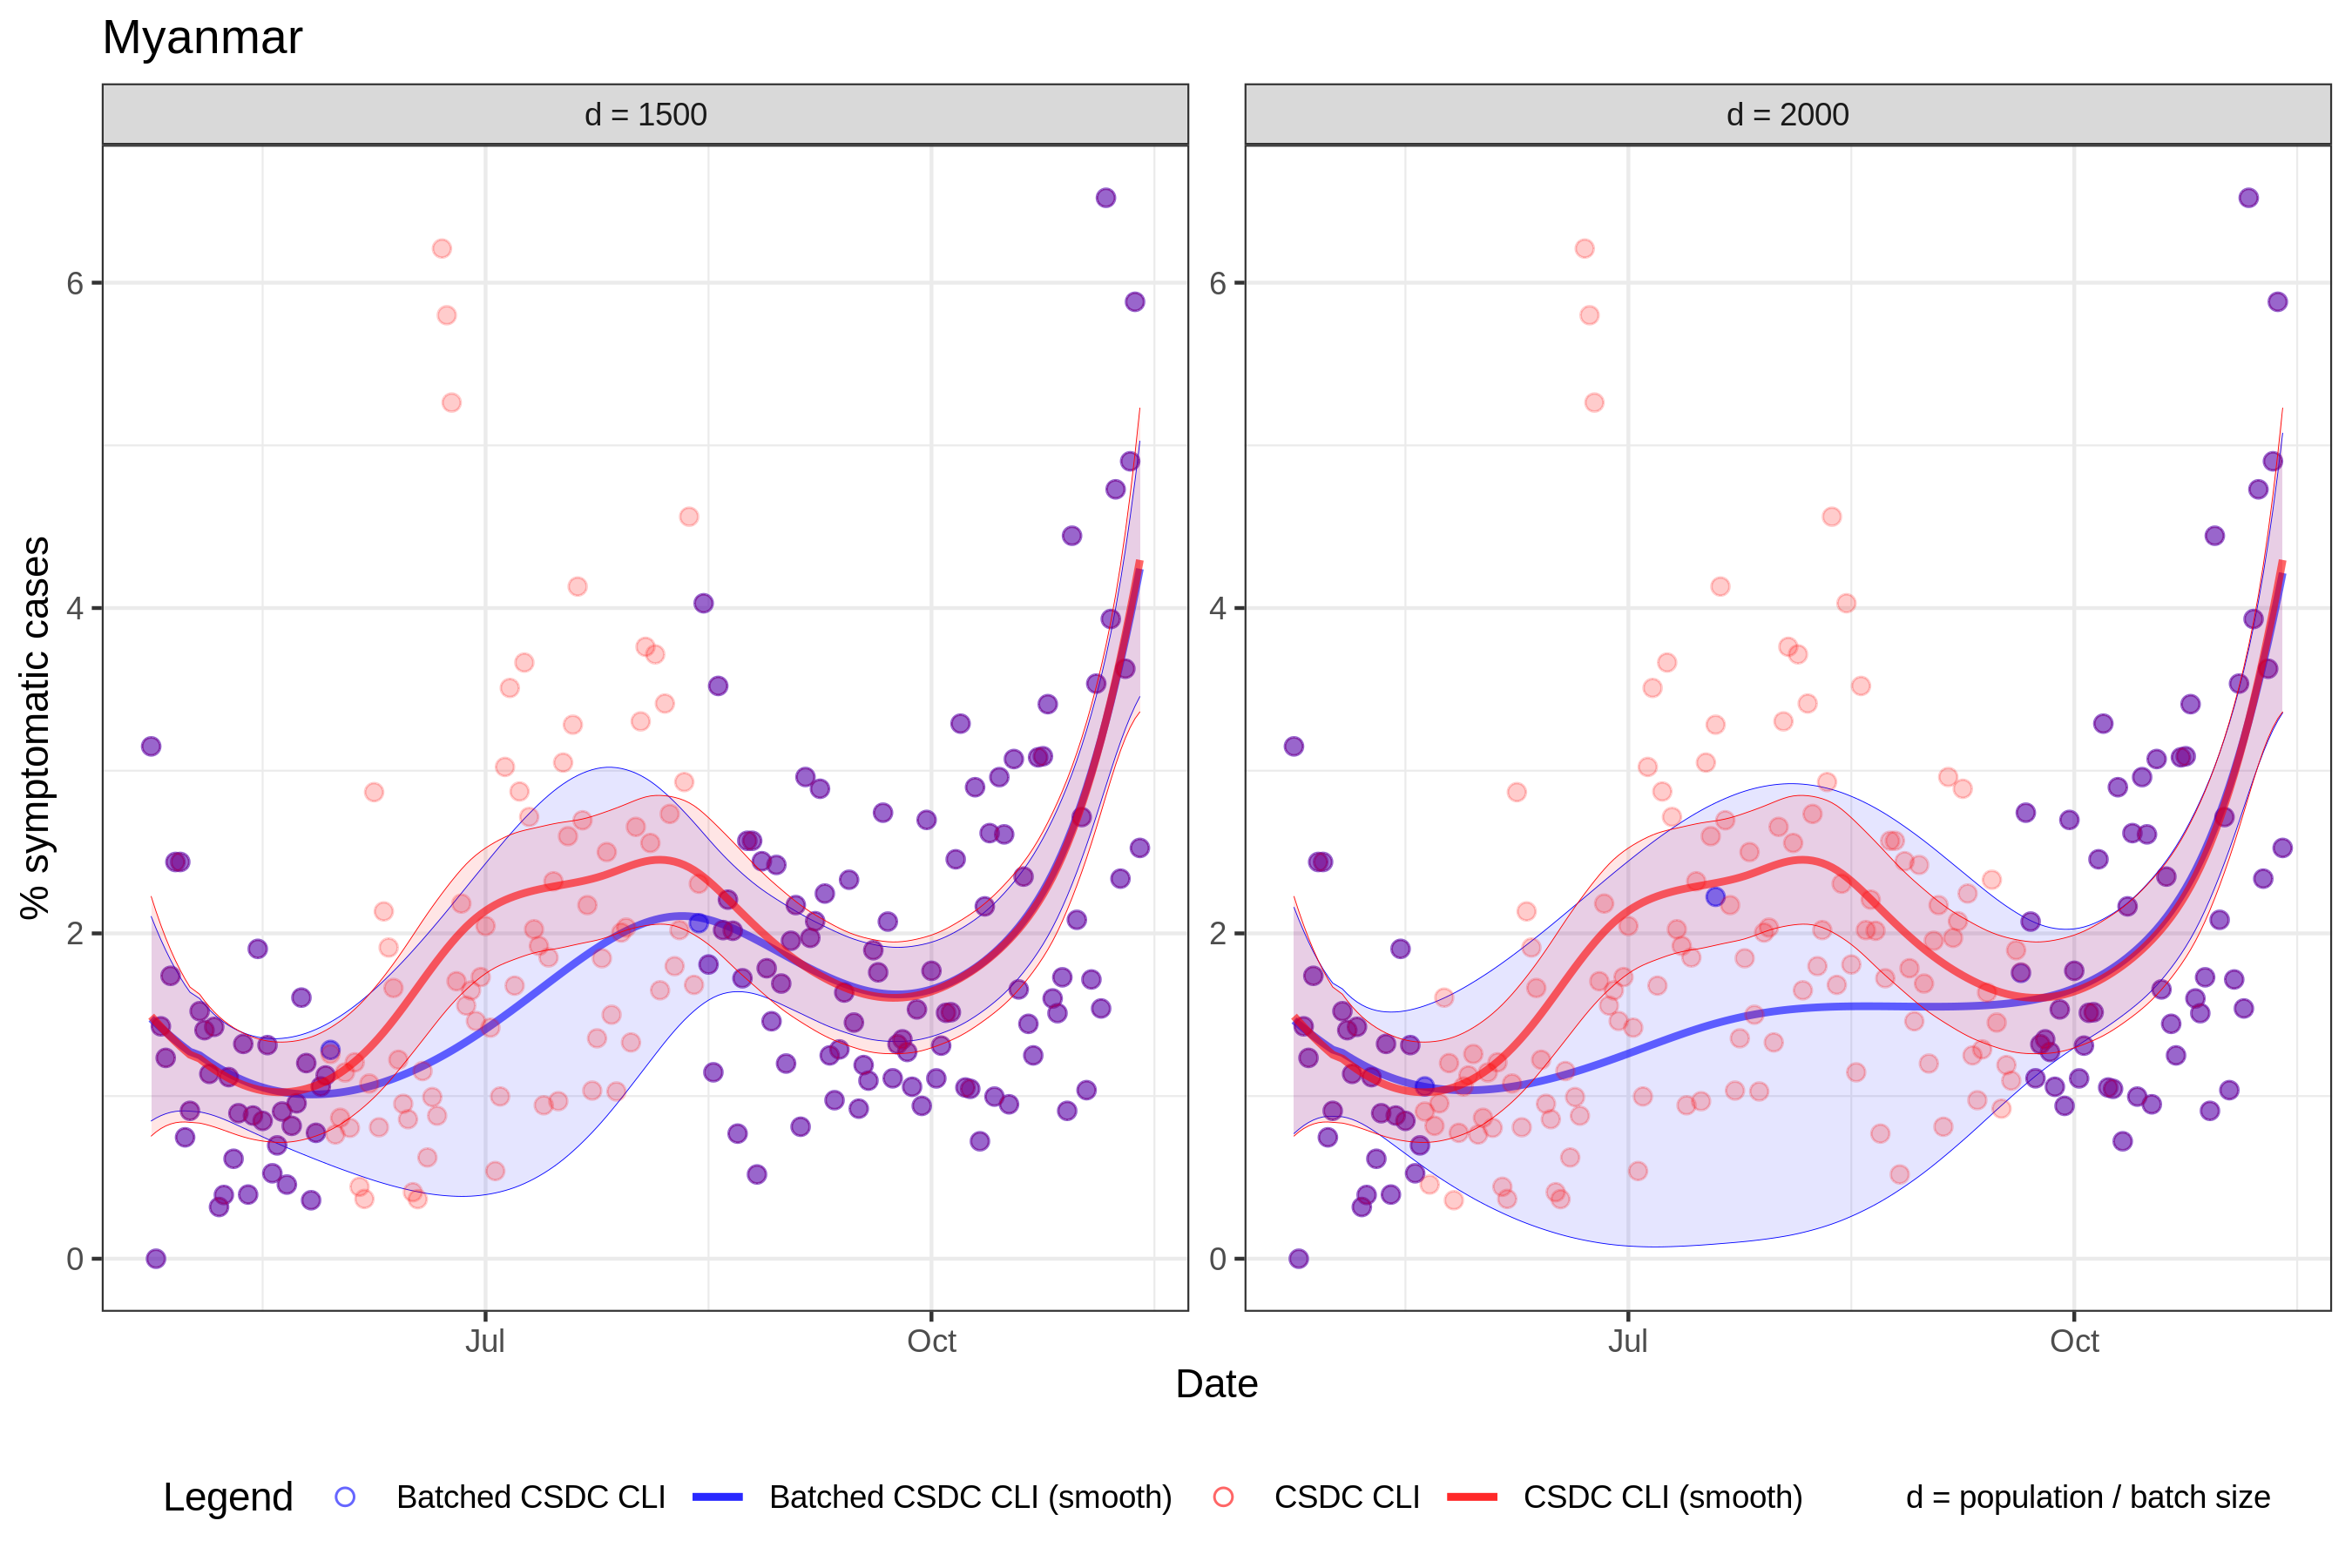 Myanmar
d = 1500
d = 2000
% symptomatic cases
6
4
2
0
6
4
2
0
Jul
Oct
Jul
Oct
Date
Legend
Batched CSDC CLI
Batched CSDC CLI (smooth)
CSDC CLI
CSDC CLI (smooth)
d = population / batch size